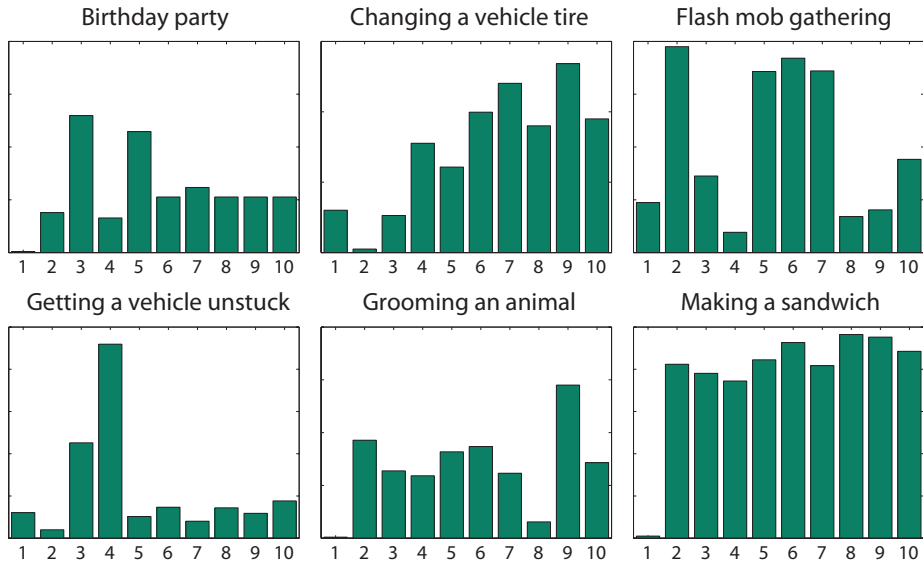 Birthday party Changing a vehicle tire Flash mob gathering
1 2 3 4 5 6 7 8 9 10 1 2 3 4 5 6 7 8 9 10 1 2 3 4 5 6 7 8 9 10
Getting a vehicle unstuck Grooming an animal Making a sandwich
1 2 3 4 5 6 7 8 9 10 1 2 3 4 5 6 7 8 9 10 1 2 3 4 5 6 7 8 9 10